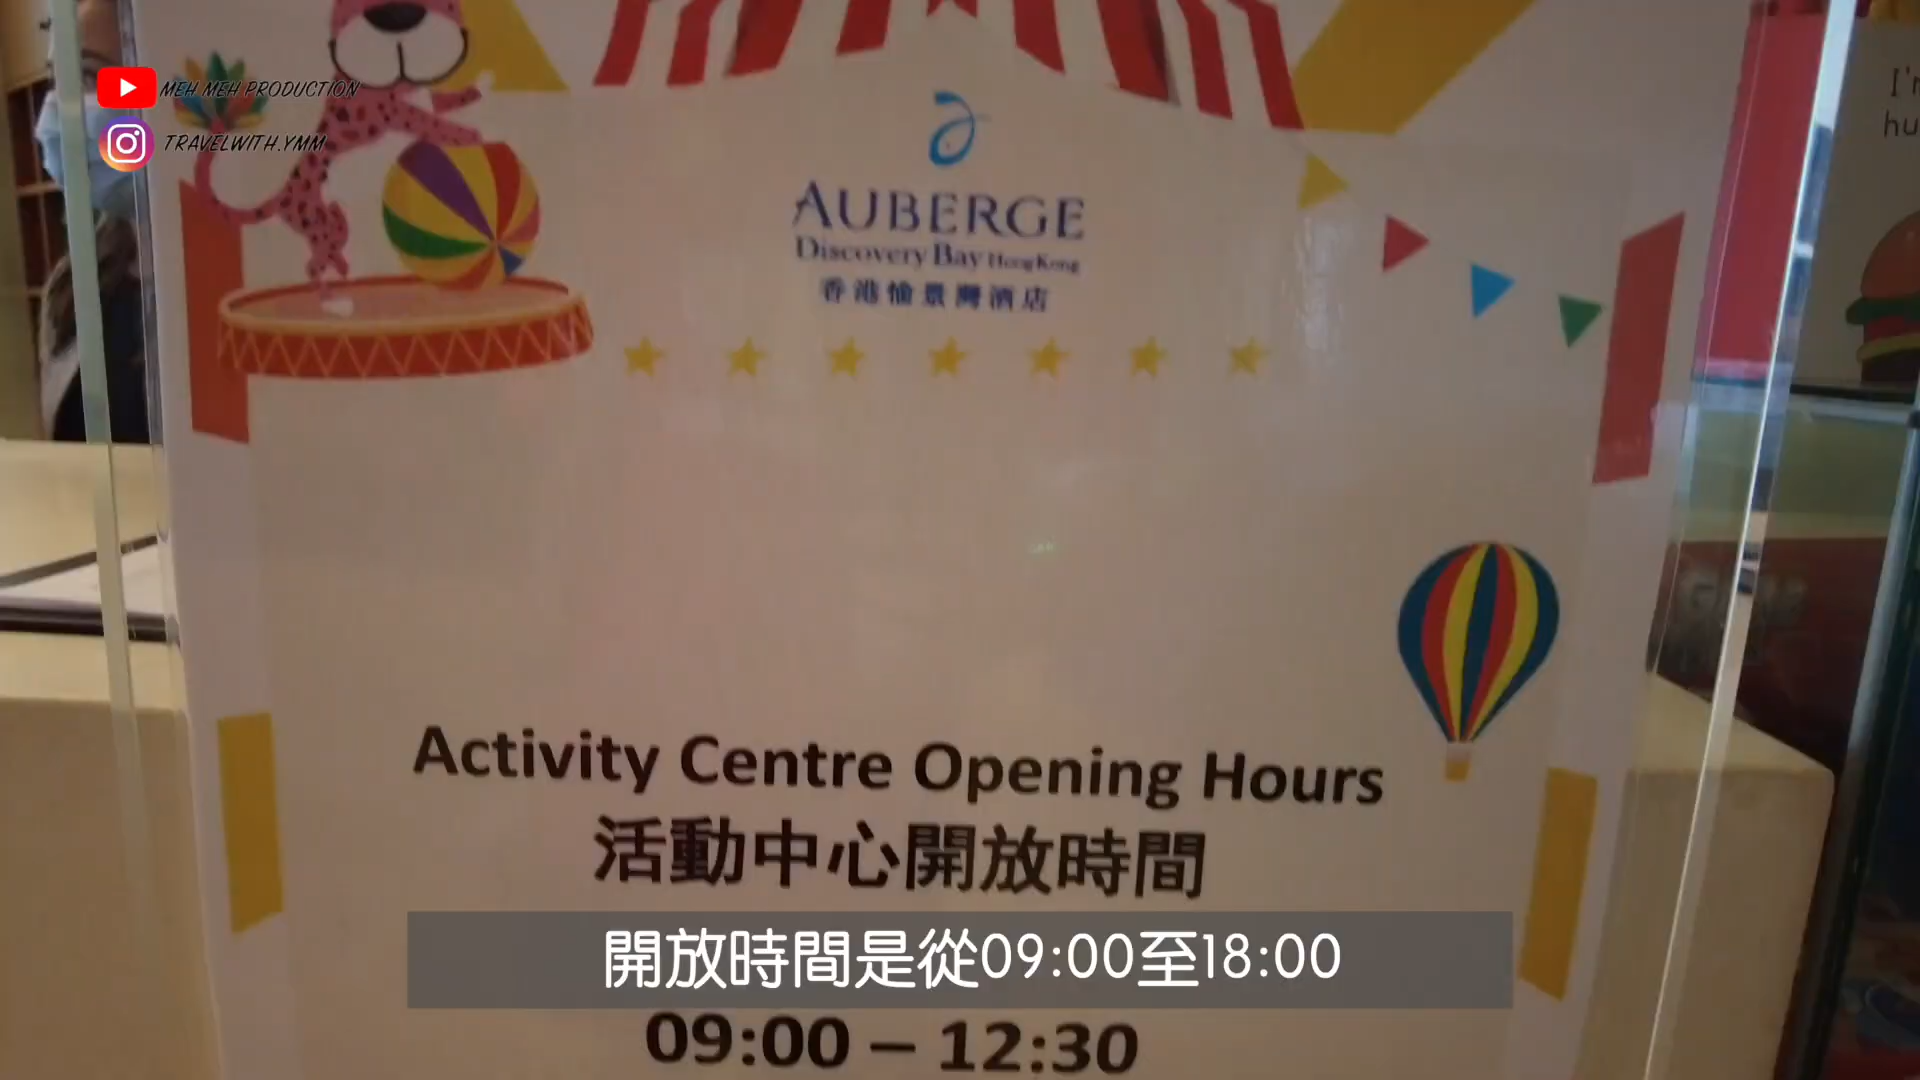 MEH MEH PRODUCTION
TRAVELWITH.YMM
AUBERGE
Discovery Bay Hong Kong
香港愉景灣酒店
Activity Centre Opening Hours
活動中心開放時間
開放時間是從09:00至18:00
09:00 – 12:30